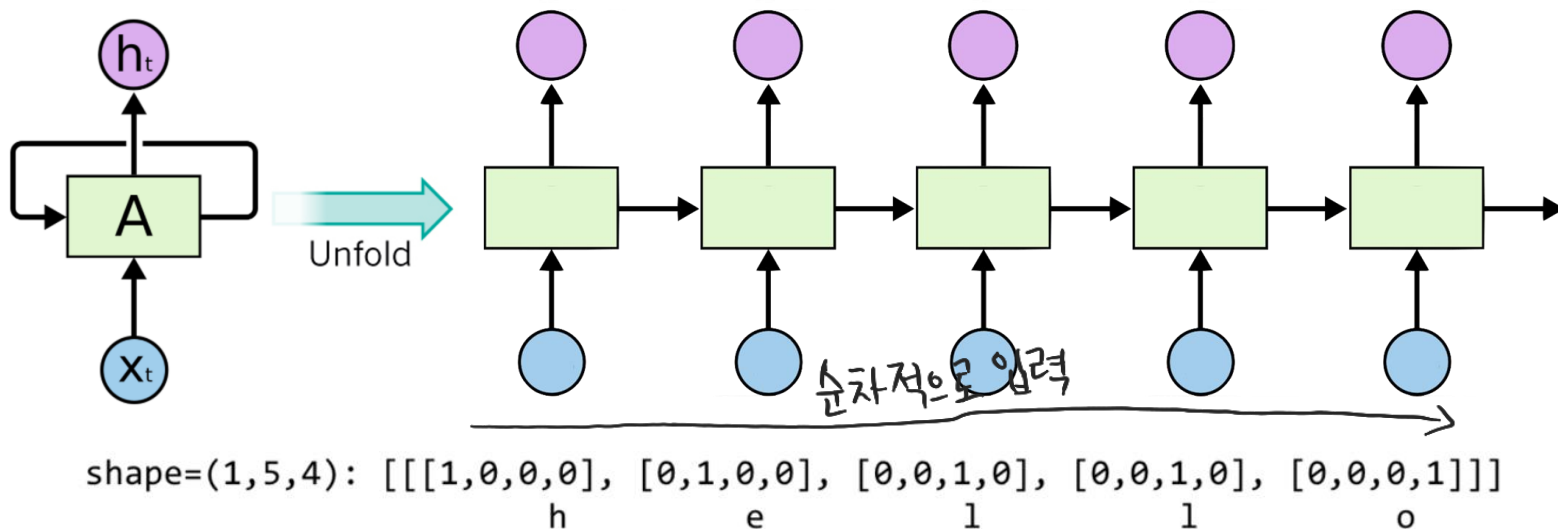 ht
A
xt
Unfold
순차적으로 입력
shape=(1,5,4): [[[1,0,0,0], [0,1,0,0], [0,0,1,0], [0,0,1,0], [0,0,0,1]]]
h e l l o